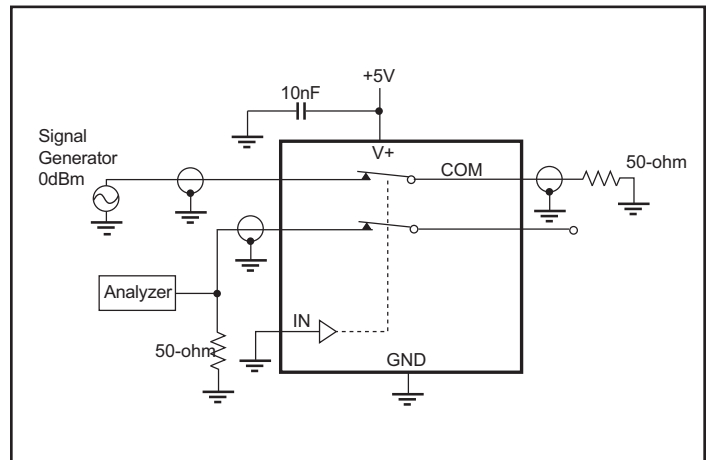 +5V
10nF
Signal
Generator
0dBm
V+
COM
50-ohm
Analyzer
IN
50-ohm
GND